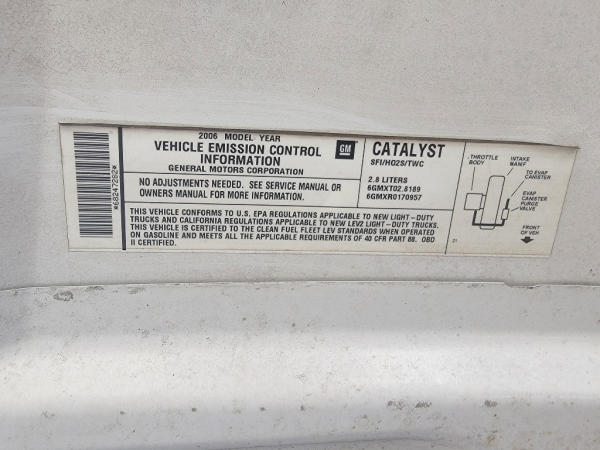 *68247282*
2006 MODEL YEAR
VEHICLE EMISSION CONTROL
INFORMATION
GENERAL MOTORS CORPORATION
GM
NO ADJUSTMENTS NEEDED. SEE SERVICE MANUAL OR
OWNERS MANUAL FOR MORE INFORMATION.
CATALYST
SFI/HO2S/TWC
2.8 LITERS
6GMXT02.8189
6GMXR0170957
THIS VEHICLE CONFORMS TO U.S. EPA REGULATIONS APPLICABLE TO NEW LIGHT-DUTY
TRUCKS AND CALIFORNIA REGULATIONS APPLICABLE TO NEW LEV2 LIGHT-DUTY TRUCKS.
THIS VEHICLE IS CERTIFIED TO THE CLEAN FUEL FLEET LEV STANDARDS WHEN OPERATED
ON GASOLINE AND MEETS ALL THE APPLICABLE REQUIREMENTS OF 40 CFR PART 88. OBD
II CERTIFIED.
THROTTLE
BODY
INTAKE
MANIF
TO EVAP
CANISTER
EVAP
CANISTER
PURGE
VALVE
FRONT
OF VEH
21